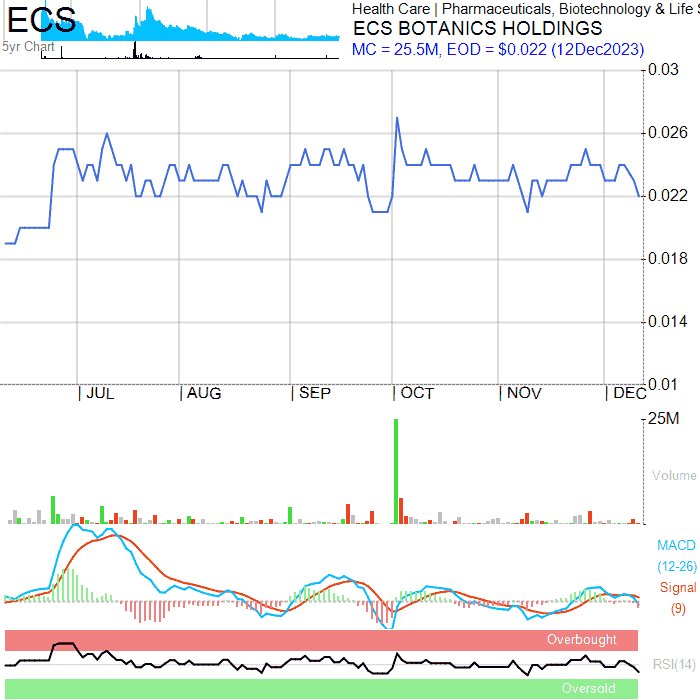 ECS
5yr Chart
Health Care | Pharmaceuticals, Biotechnology & Life S
ECS BOTANICS HOLDINGS
MC = 25.5M, EOD = $0.022 (12Dec2023)
0.03
0.026
0.022
0.018
0.014
0.01
| JUL | AUG | SEP | OCT | NOV | DEC
25M
Volume
MACD
(12-26)
Signal
(9)
Overbought
RSI(14)
Oversold